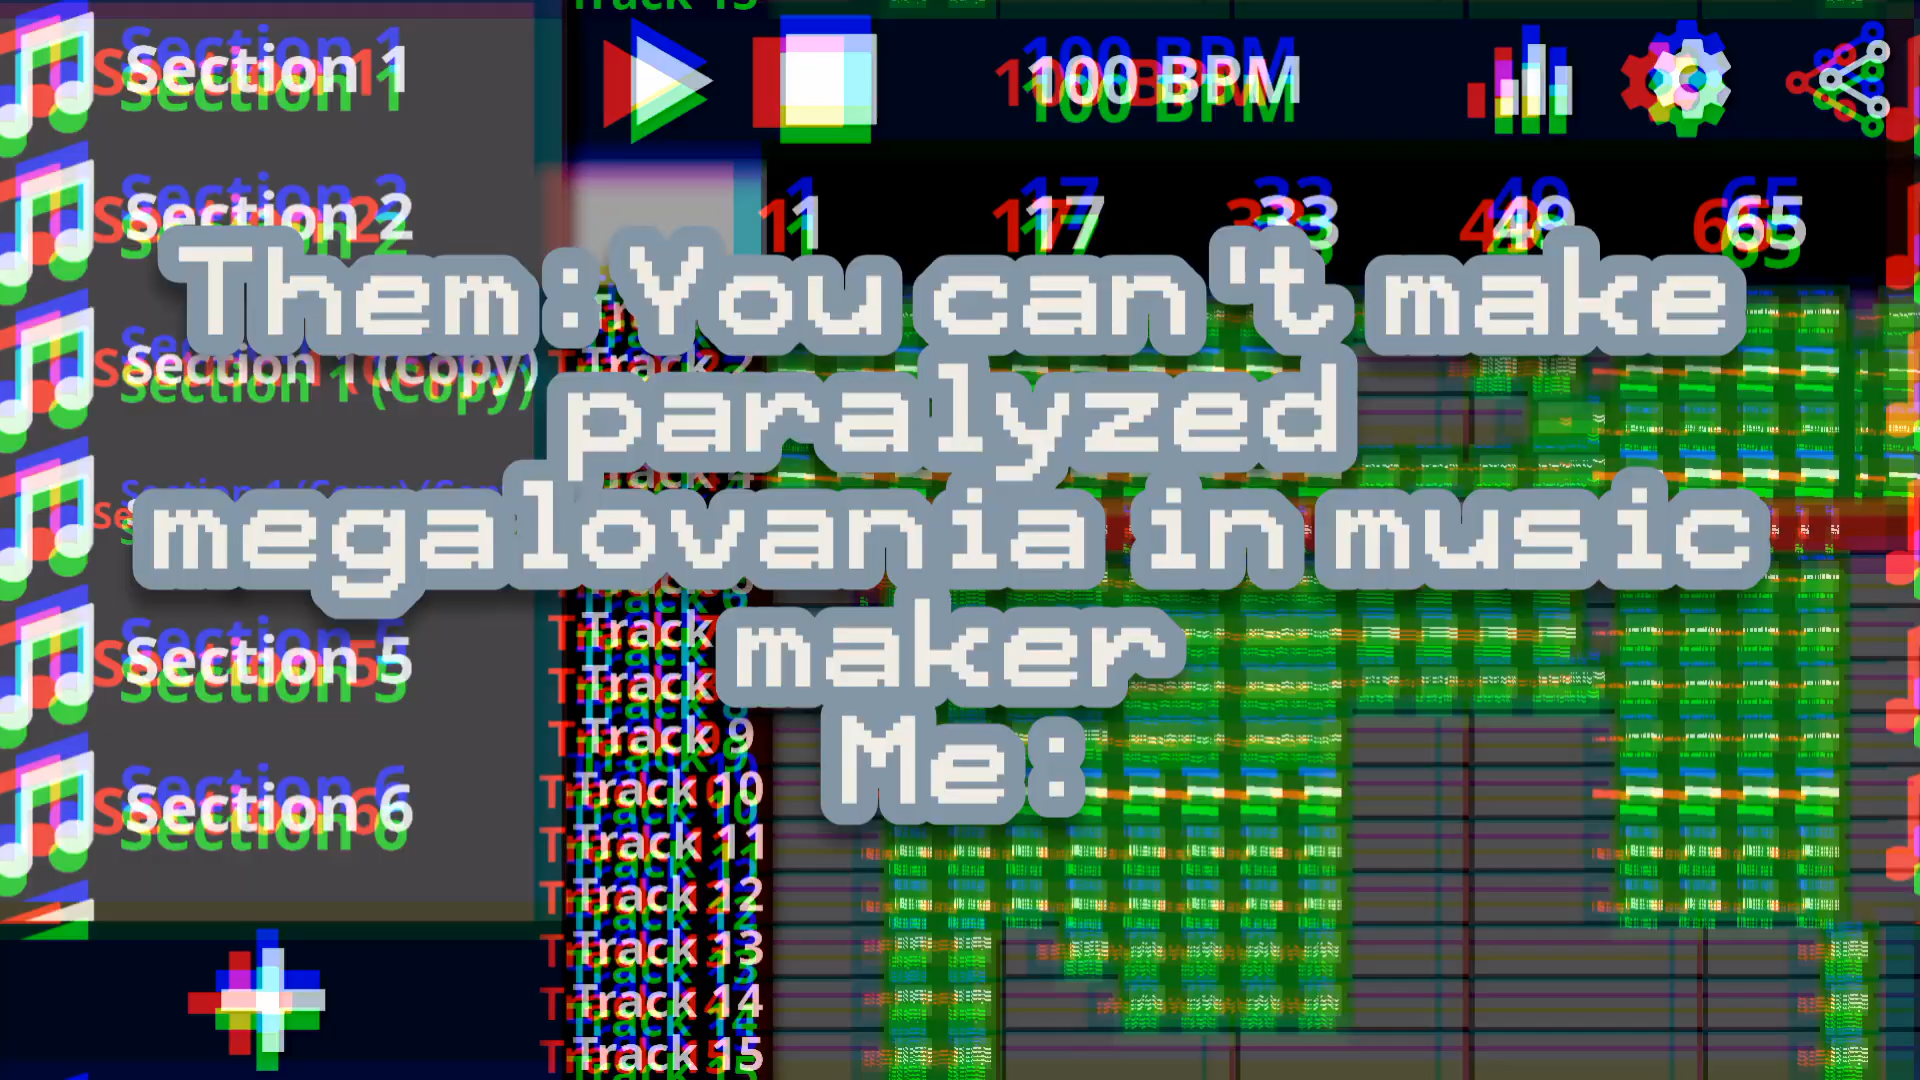 Section 1
100 BPM
Section 2
1 17 33 49 65
Them:You can't make
paralyzed
megalovania in music
maker
Me:
Section 1 (Copy)
Section 5
Section 6
Track 2
Track
Track
Track 9
Track 10
Track 11
Track 12
Track 13
Track 14
Track 15